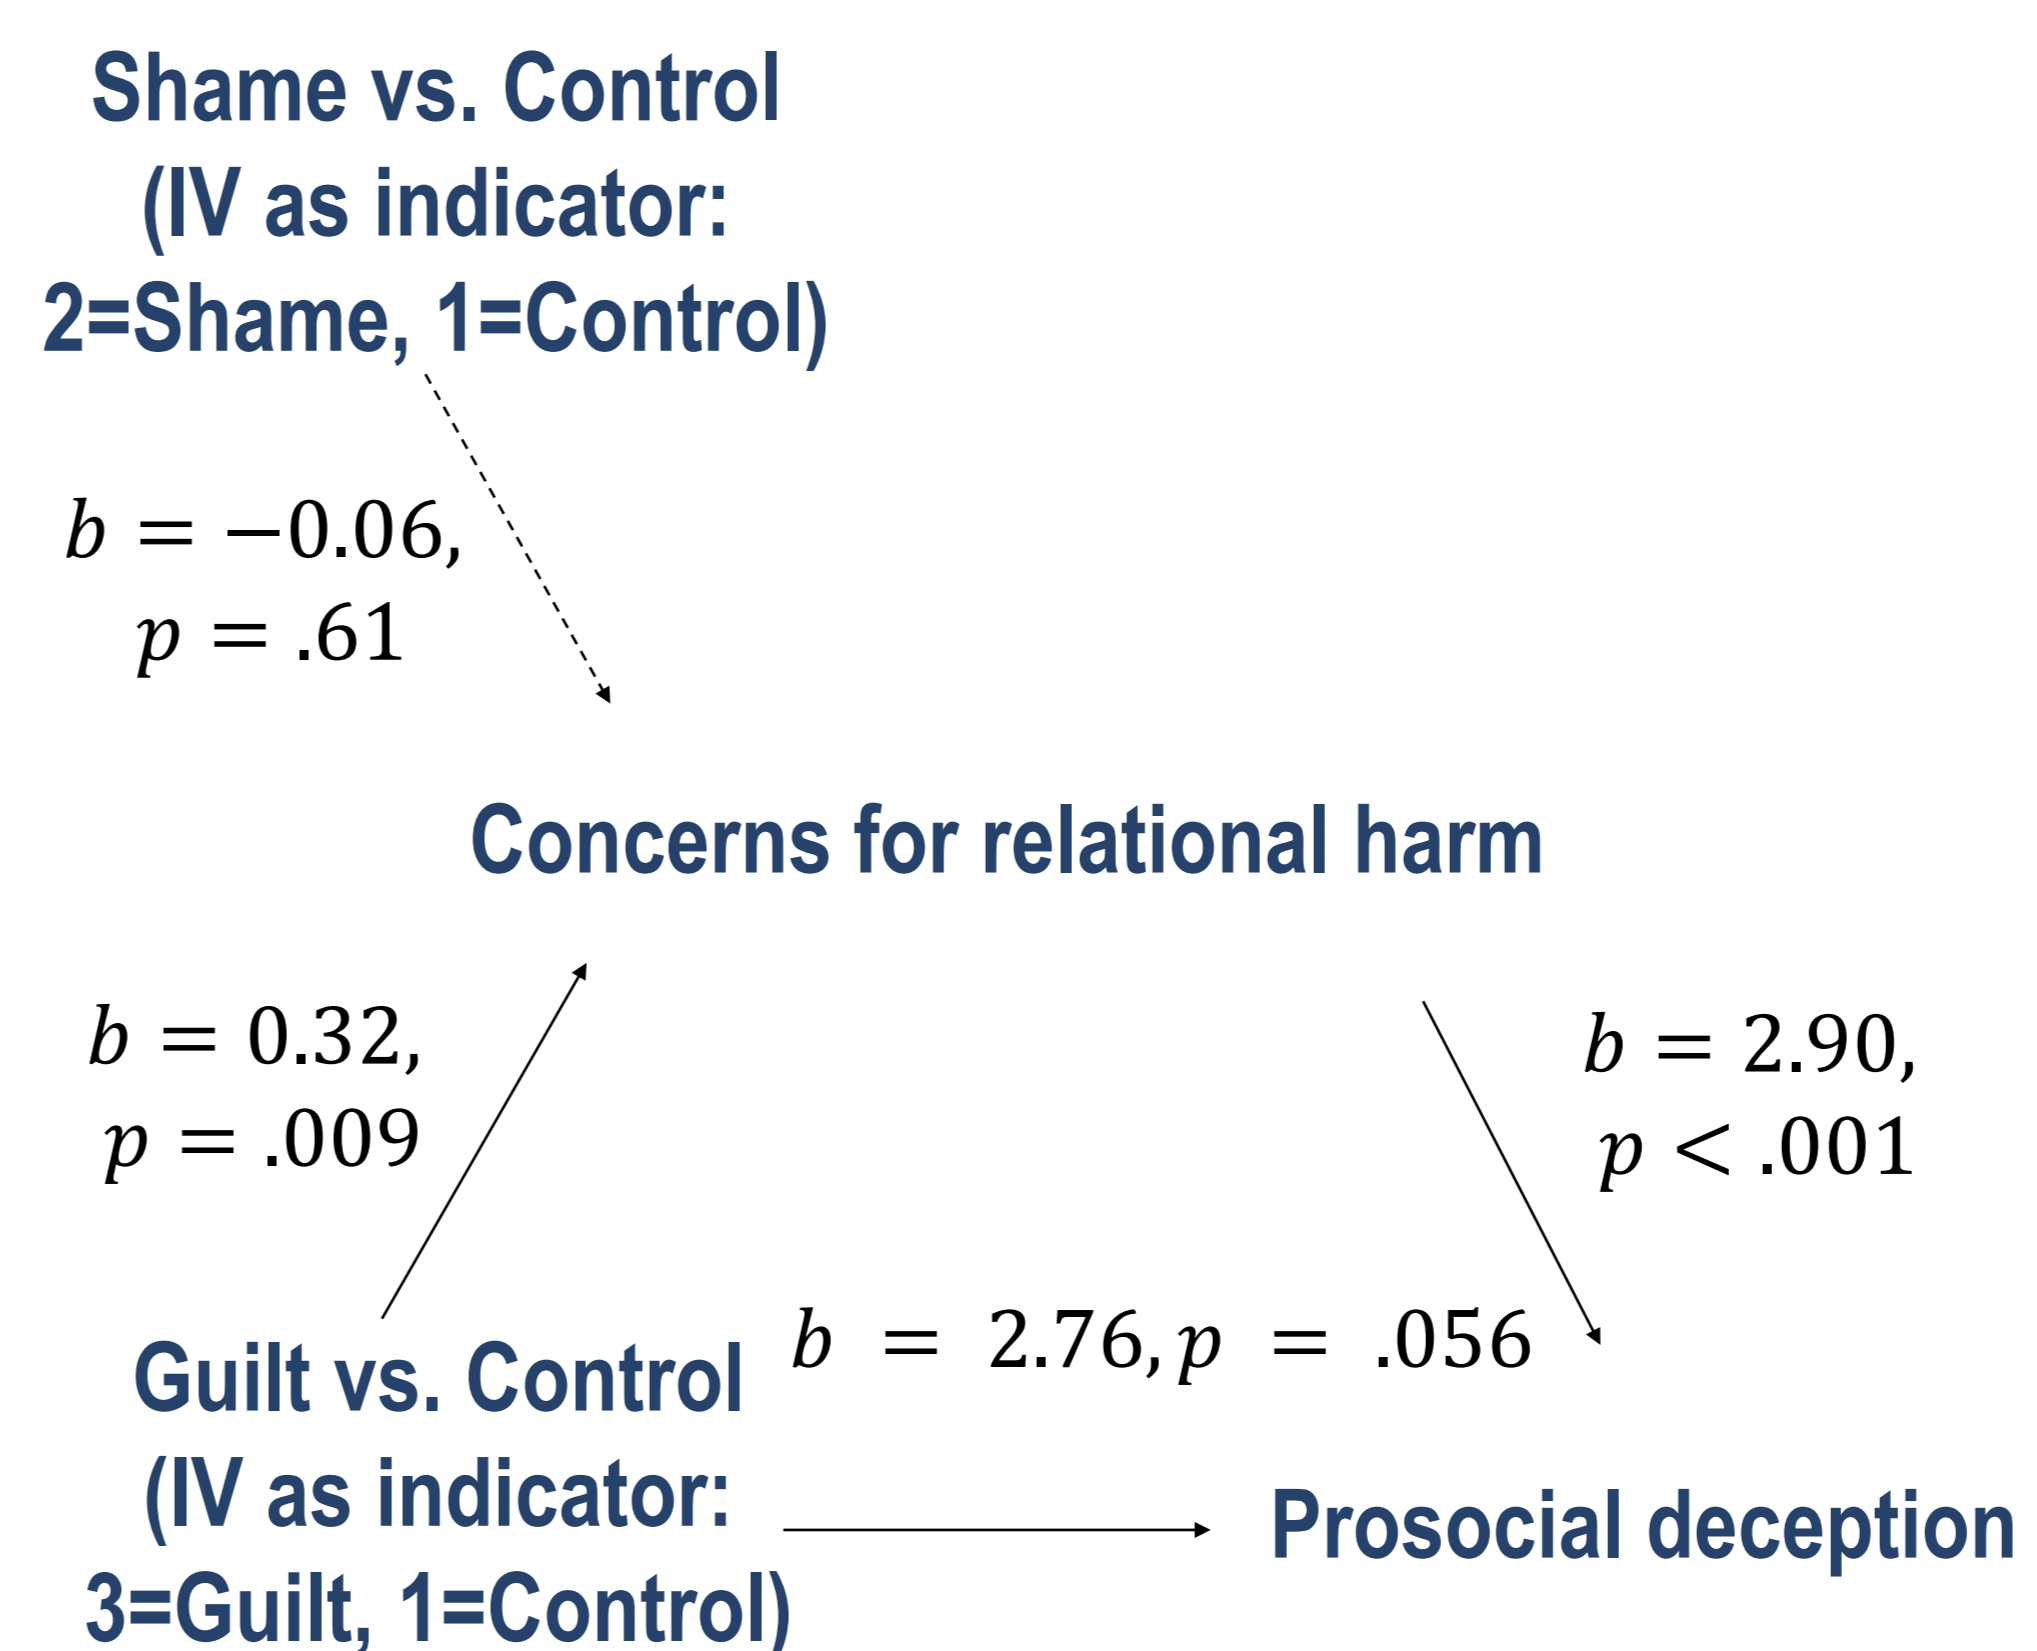 Shame vs. Control
(IV as indicator:
2=Shame, 1=Control)
b = −0.06,
p = .61
Concerns for relational harm
b = 0.32,
p = .009
b = 2.90,
p < .001
b = 2.76, p = .056
Guilt vs. Control
(IV as indicator:
3=Guilt, 1=Control)
Prosocial deception